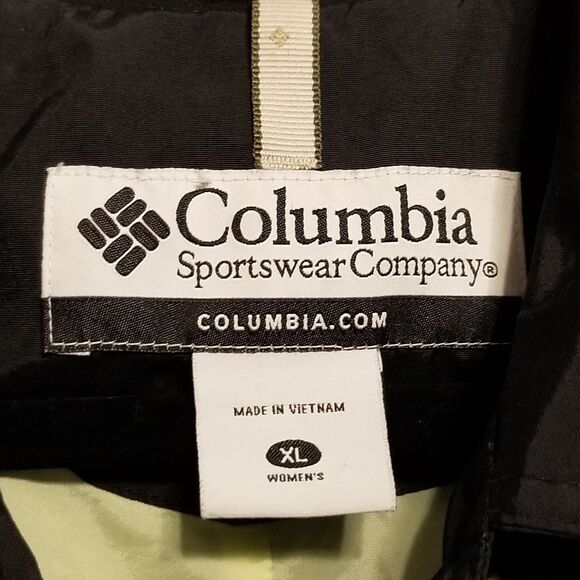 Columbia
Sportswear Company®
COLUMBIA.COM
MADE IN VIETNAM
XL
WOMEN'S